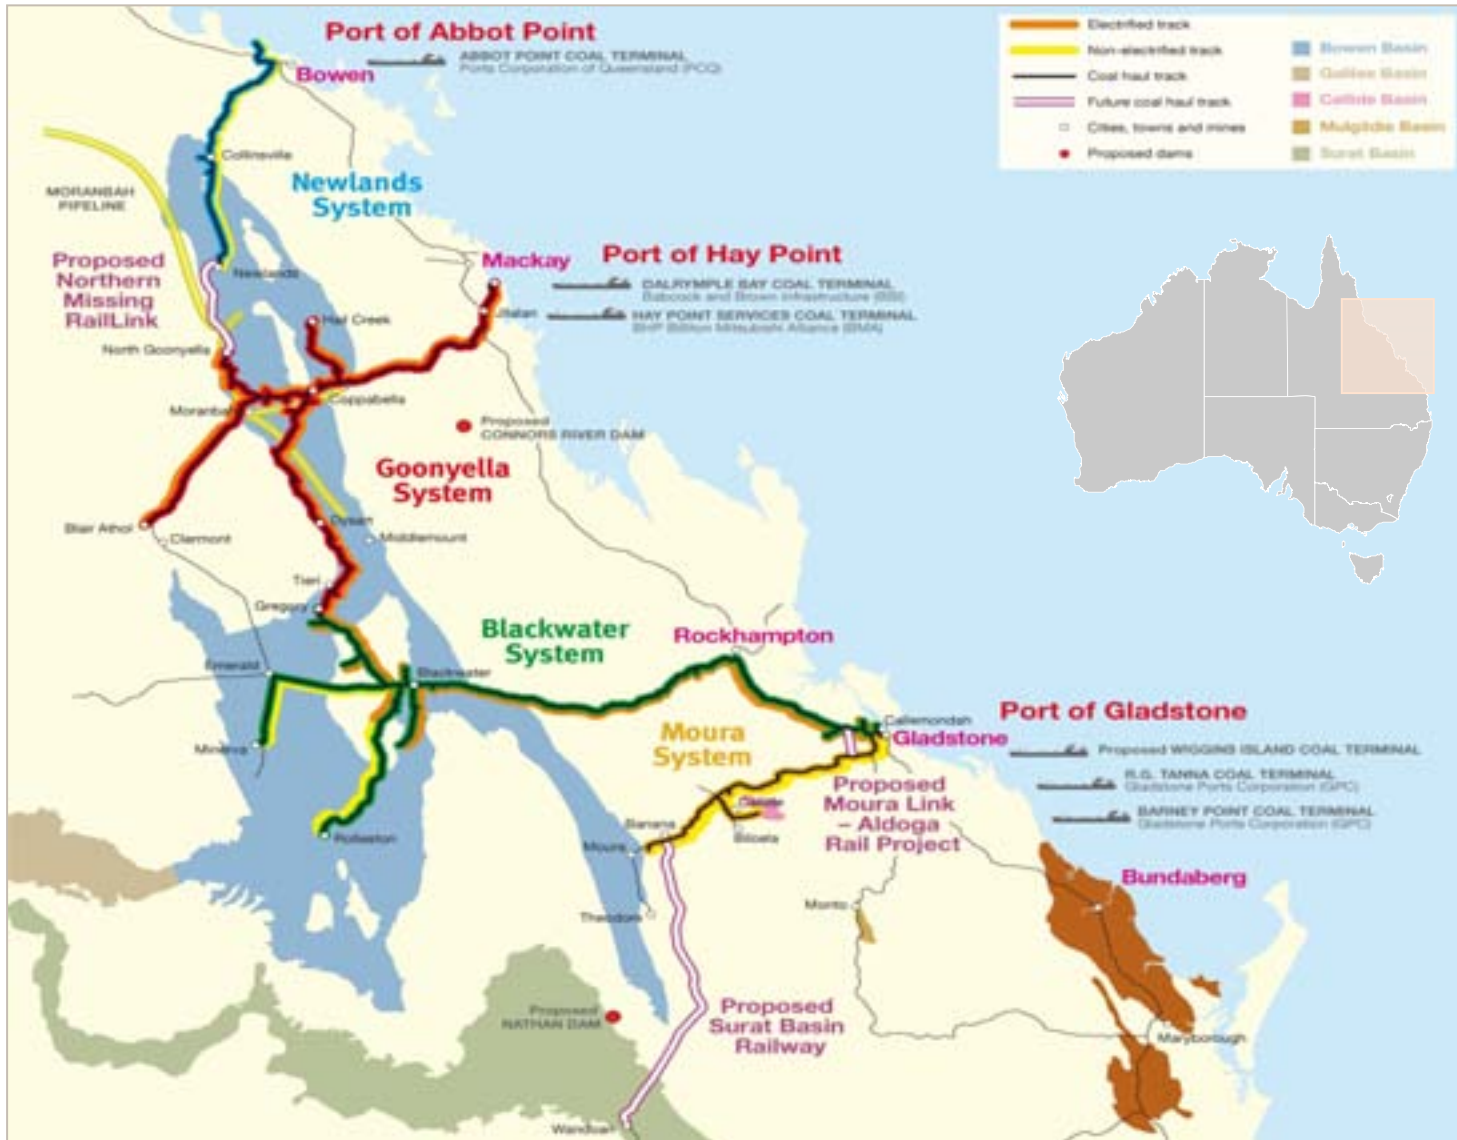 Port of Abbot Point
ABBOT POINT COAL TERMINAL
Ports Corporation of Queensland (PCQ)
Bowen
Electrified track
Non-electrified track
Coal haul track
Future coal haul track
Cities, towns and mines
Proposed dams
Bowen Basin
Galilee Basin
Callide Basin
Mulgildie Basin
Surat Basin
Collinsville
MORANBAH
PIPELINE
Newlands
System
Proposed
Northern
Missing
RailLink
Newlands
Mackay
Port of Hay Point
DALRYMPLE BAY COAL TERMINAL
Babcock and Brown Infrastructure (BBI)
HAY POINT SERVICES COAL TERMINAL
BHP Billiton Mitsubishi Alliance (BMA)
Hail Creek
Jilalan
North Goonyella
Moranbah
Coppabella
Proposed
CONNORS RIVER DAM
Goonyella
System
Blair Athol
Clermont
Dysart
Middlemount
Tieri
Gregory
Blackwater
System
Rockhampton
Emerald
Blackwater
Minerva
Rolleston
Moura
System
Callemondah
Gladstone
Port of Gladstone
Proposed WIGGINS ISLAND COAL TERMINAL
R.G. TANNA COAL TERMINAL
Gladstone Ports Corporation (GPC)
BARNEY POINT COAL TERMINAL
Gladstone Ports Corporation (GPC)
Proposed
Moura Link
– Aldoga
Rail Project
Banana
Biloela
Moura
Theodore
Monto
Bundaberg
Proposed
NATHAN DAM
Proposed
Surat Basin
Railway
Maryborough
Wandoan